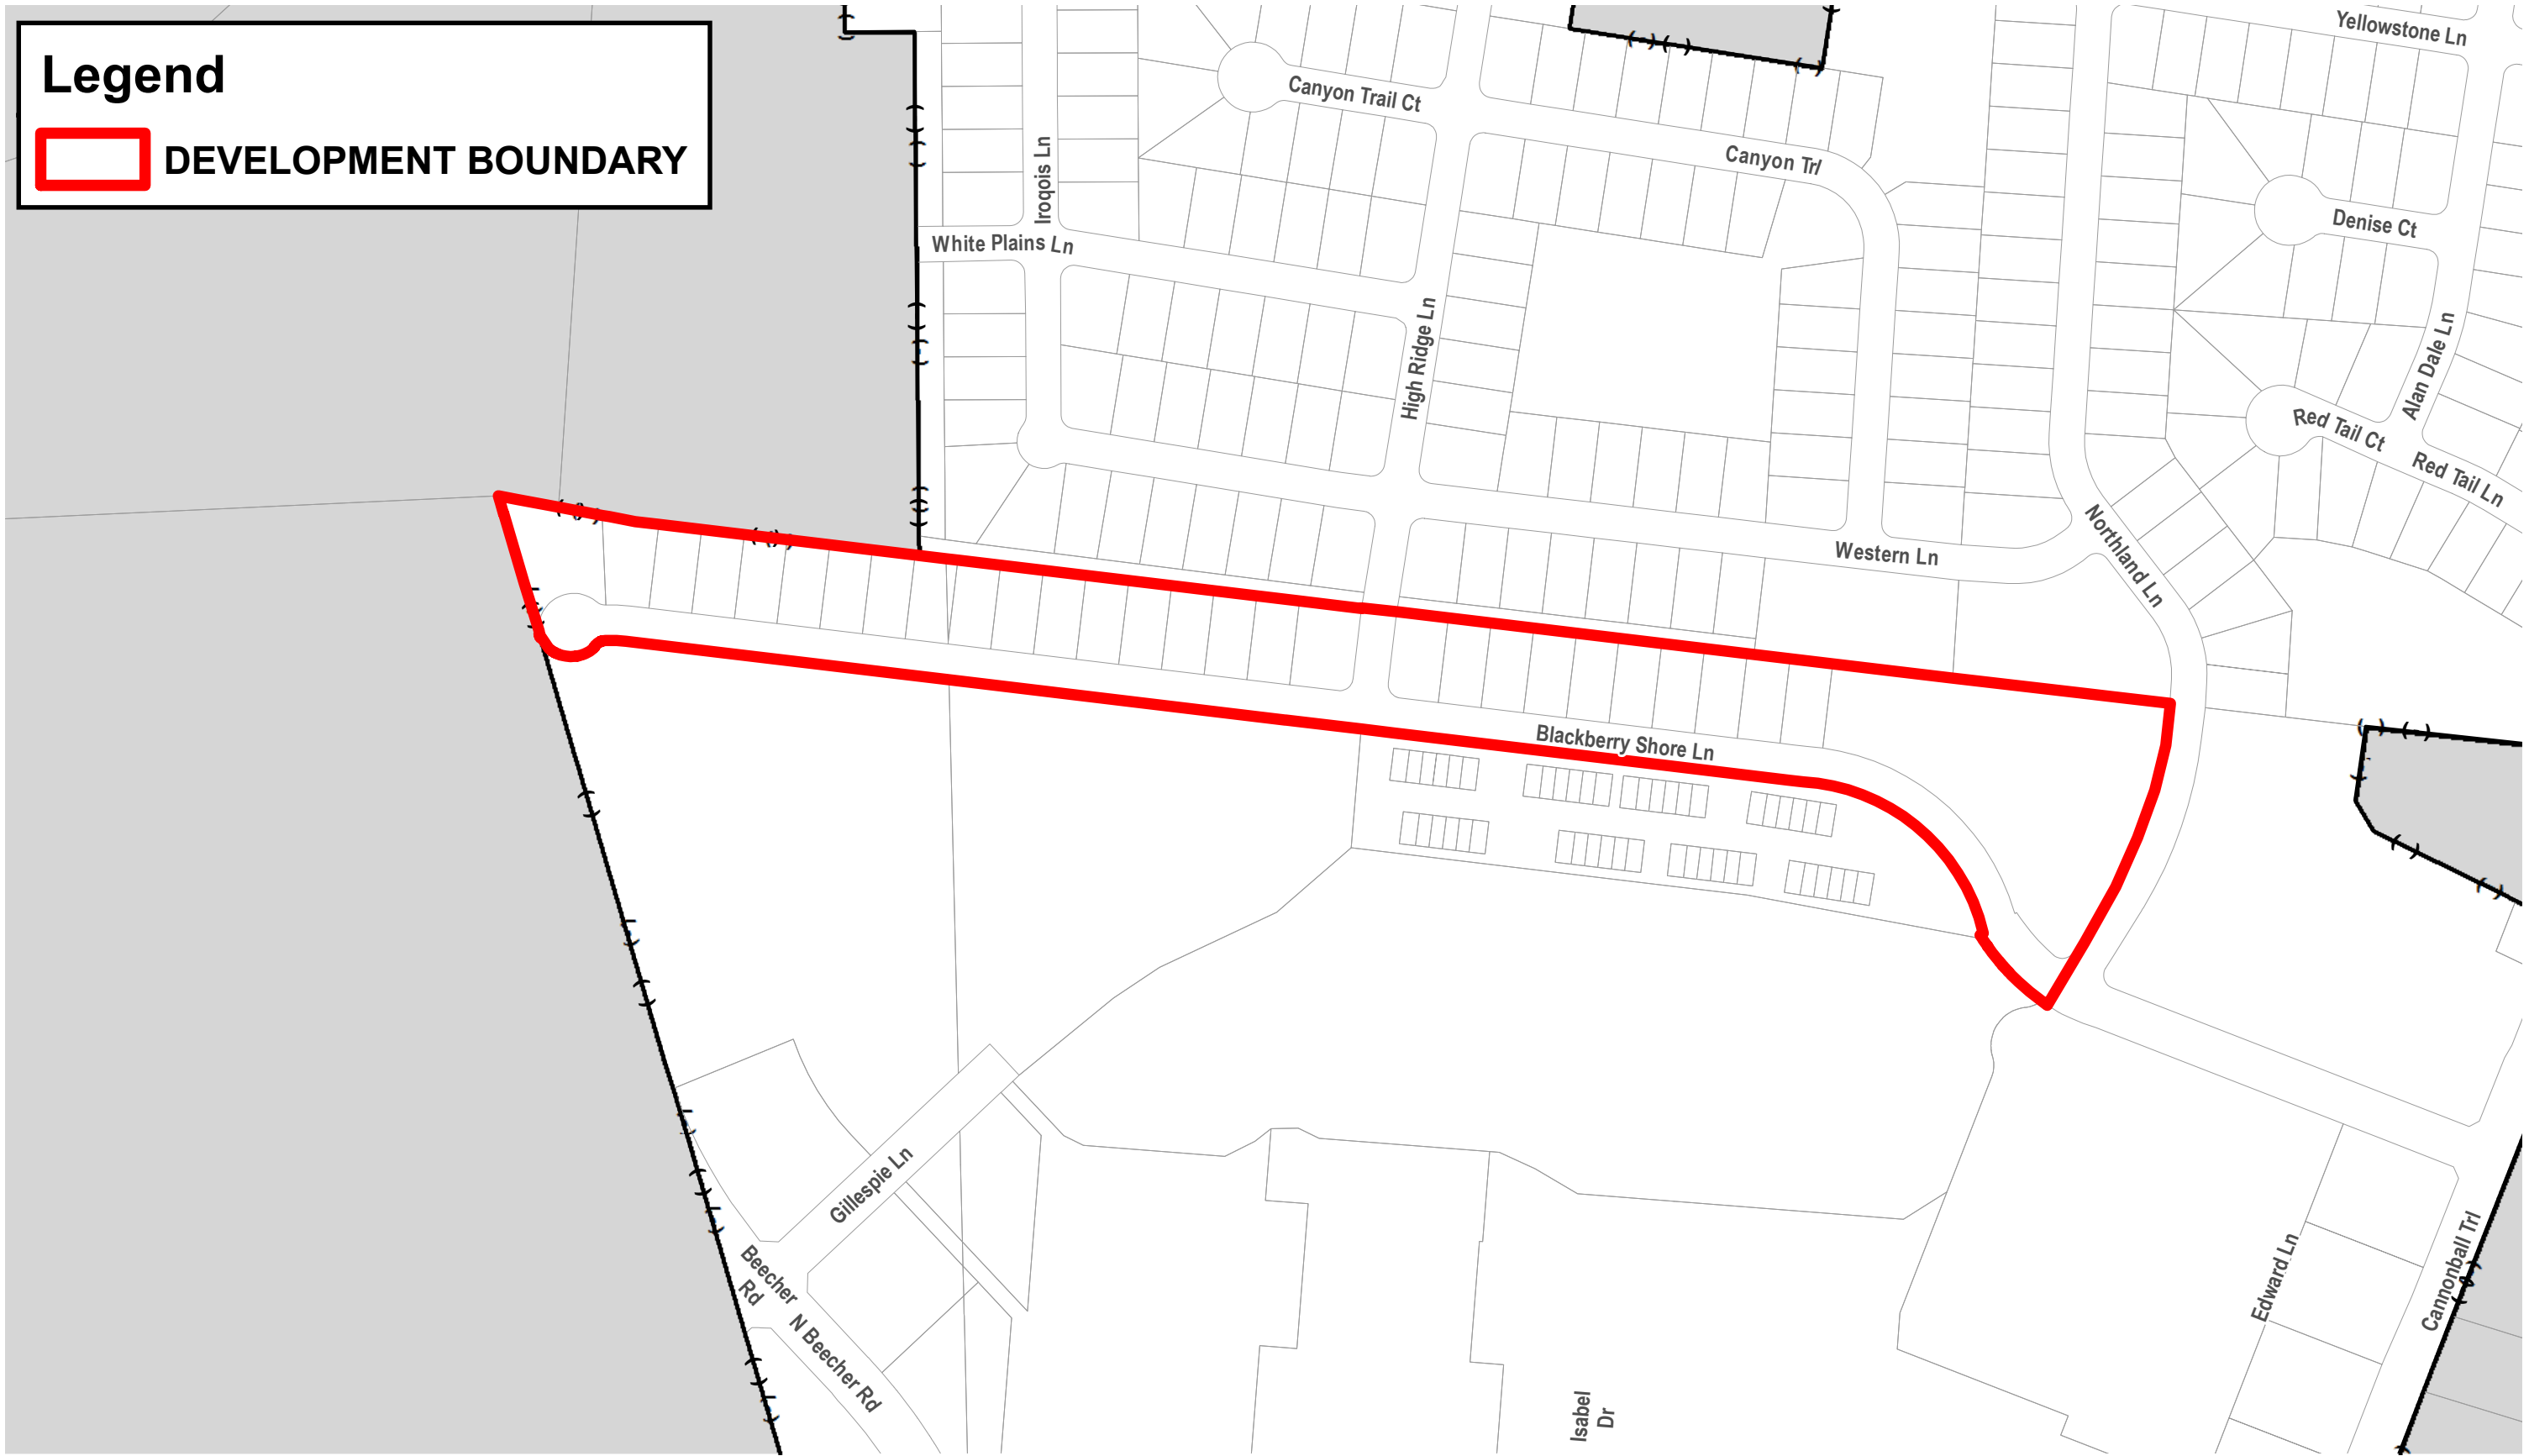 Legend
DEVELOPMENT BOUNDARY
Yellowstone Ln
Canyon Trail Ct
Canyon Trl
Iroqois Ln
White Plains Ln
Denise Ct
High Ridge Ln
Alan Dale Ln
Red Tail Ct
Red Tail Ln
Northland Ln
Western Ln
Blackberry Shore Ln
Gillespie Ln
Beecher
Rd
N Beecher Rd
Edward Ln
Cannonball Trl
Isabel
Dr